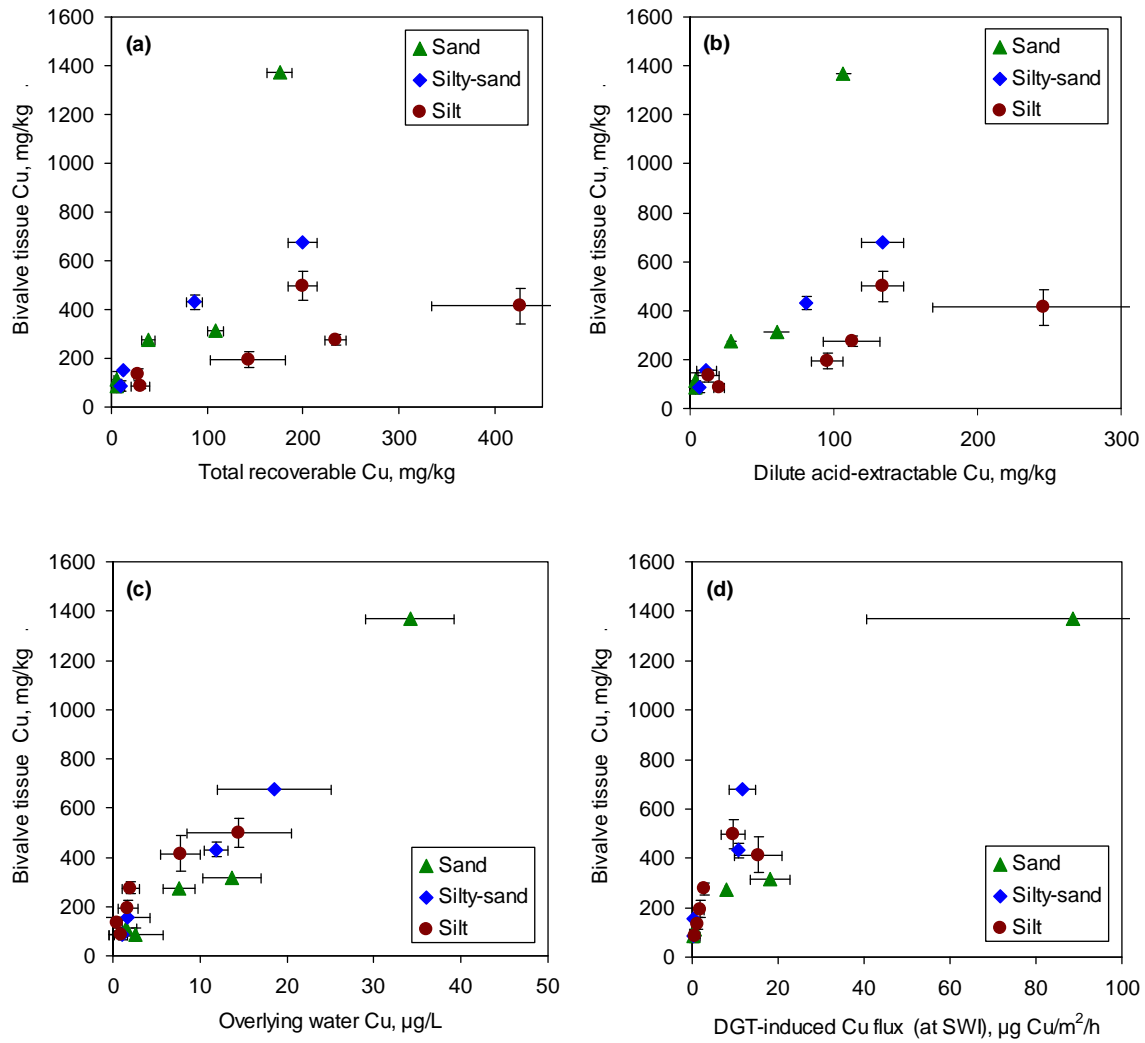 1600
1400
1200
1000
800
600
400
200
0
Bivalve tissue Cu, mg/kg .
(a)
Sand
Silty-sand
Silt
0 100 200 300 400
Total recoverable Cu, mg/kg
1600
1400
1200
1000
800
600
400
200
0
Bivalve tissue Cu, mg/kg .
(b)
Sand
Silty-sand
Silt
0 100 200 300
Dilute acid-extractable Cu, mg/kg
1600
1400
1200
1000
800
600
400
200
0
Bivalve tissue Cu, mg/kg .
(c)
Sand
Silty-sand
Silt
0 10 20 30 40 50
Overlying water Cu, µg/L
1600
1400
1200
1000
800
600
400
200
0
Bivalve tissue Cu, mg/kg .
(d)
Sand
Silty-sand
Silt
0 20 40 60 80 100
DGT-induced Cu flux (at SWI), µg Cu/m²/h